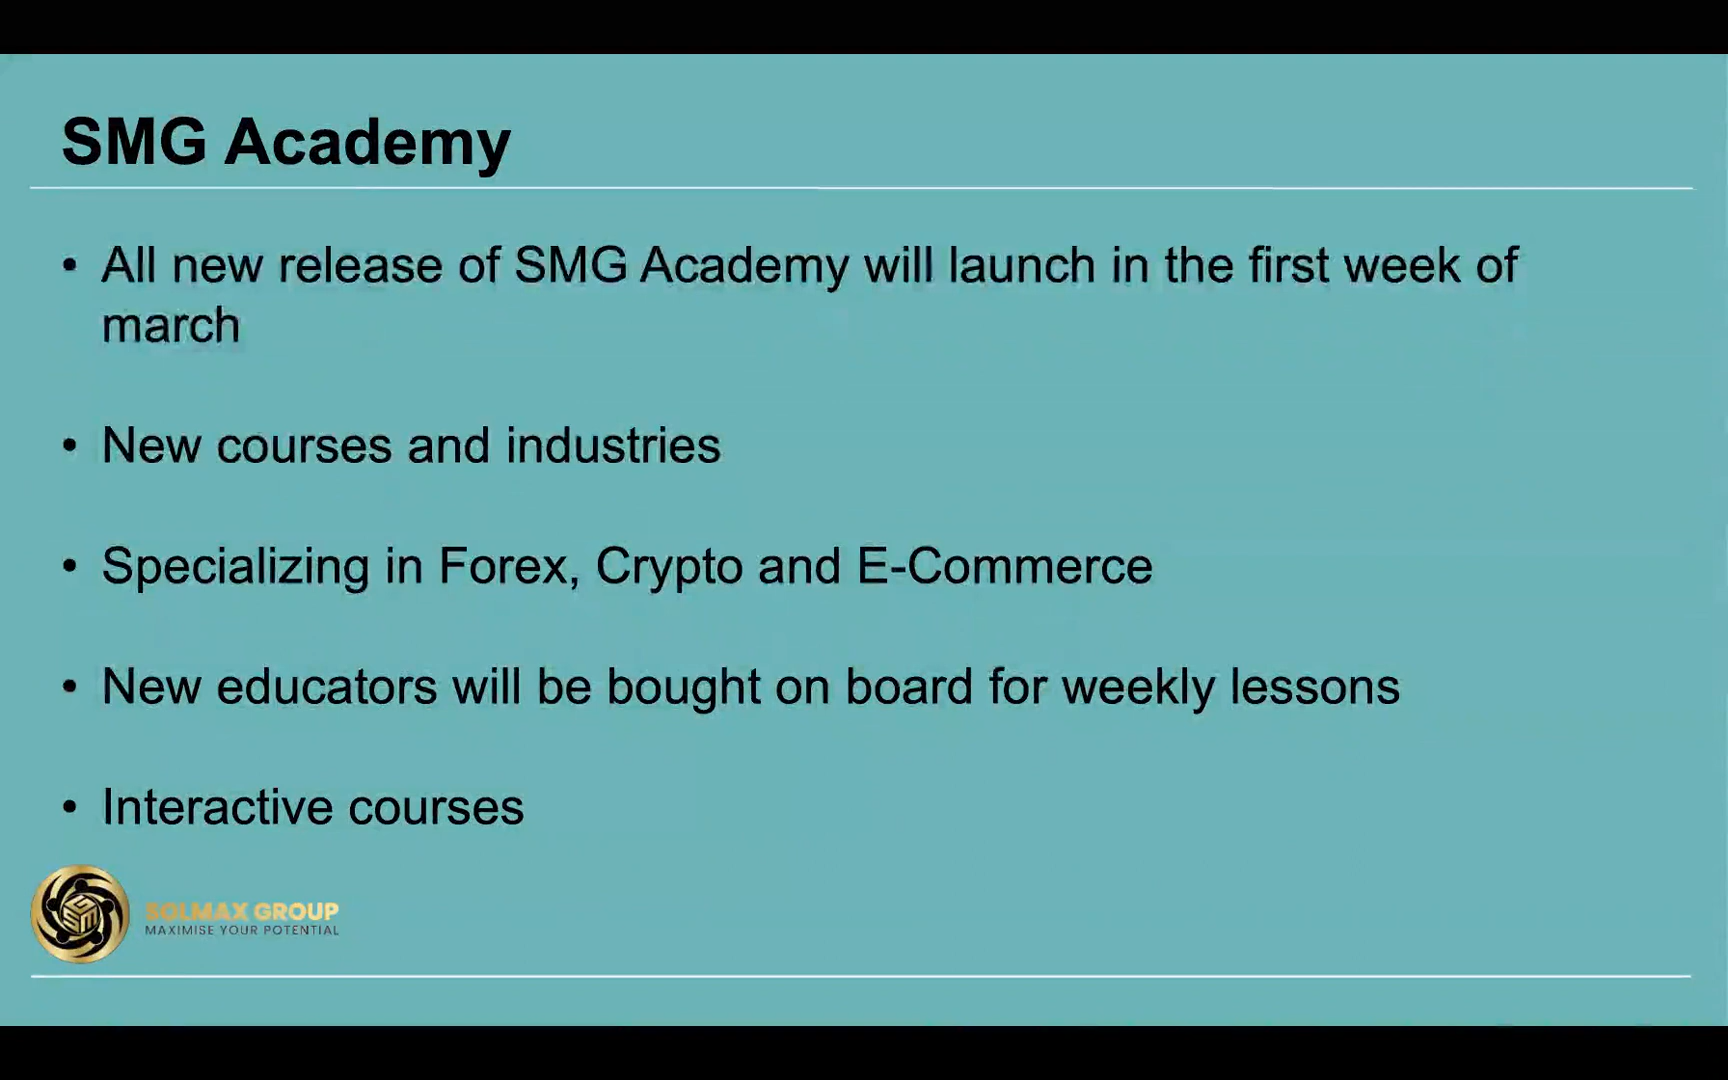 SMG Academy
• All new release of SMG Academy will launch in the first week of
march
• New courses and industries
• Specializing in Forex, Crypto and E-Commerce
• New educators will be bought on board for weekly lessons
• Interactive courses
SOLMAX GROUP
MAXIMISE YOUR POTENTIAL